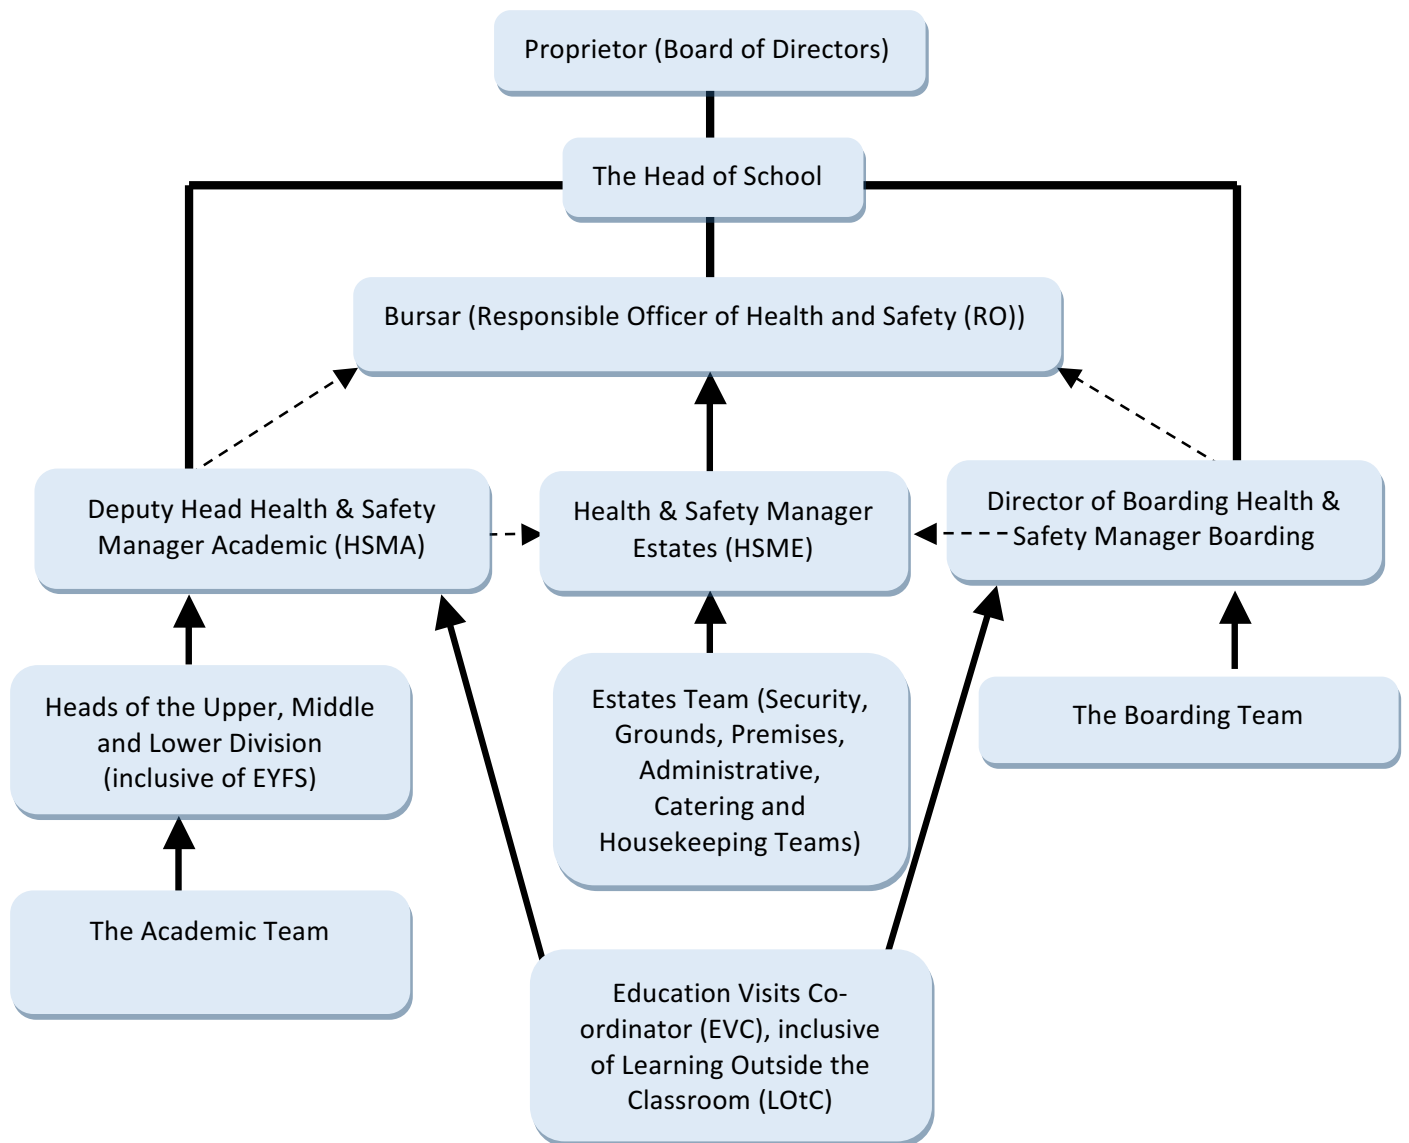 Proprietor (Board of Directors)
The Head of School
Bursar (Responsible Officer of Health and Safety (RO))
Deputy Head Health & Safety
Manager Academic (HSMA)
Health & Safety Manager
Estates (HSME)
Director of Boarding Health &
Safety Manager Boarding
Heads of the Upper, Middle
and Lower Division
(inclusive of EYFS)
Estates Team (Security,
Grounds, Premises,
Administrative,
Catering and
Housekeeping Teams)
The Boarding Team
The Academic Team
Education Visits Co-
ordinator (EVC), inclusive
of Learning Outside the
Classroom (LOtC)